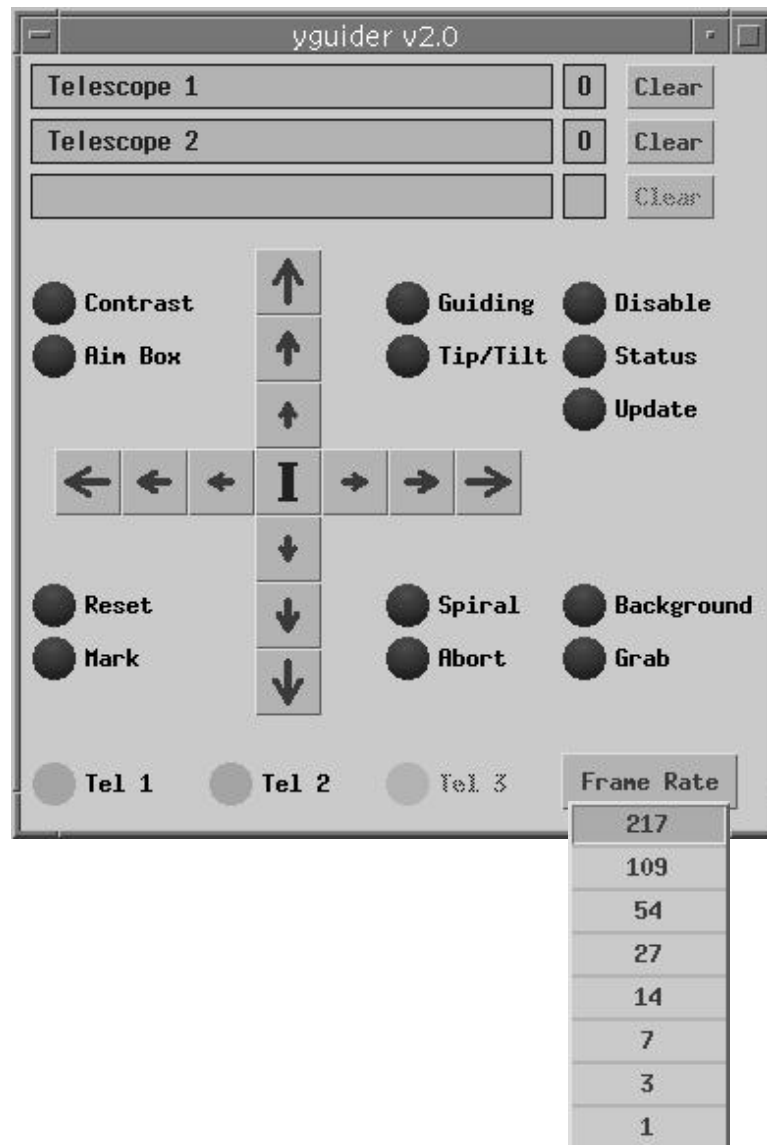 yguider v2.0
Telescope 1 0 Clear
Telescope 2 0 Clear
Clear
Contrast Guiding Disable
Aim Box Tip/Tilt Status
Update
I
Reset Spiral Background
Mark Abort Grab
Tel 1 Tel 2 Tel 3 Frame Rate
217
109
54
27
14
7
3
1